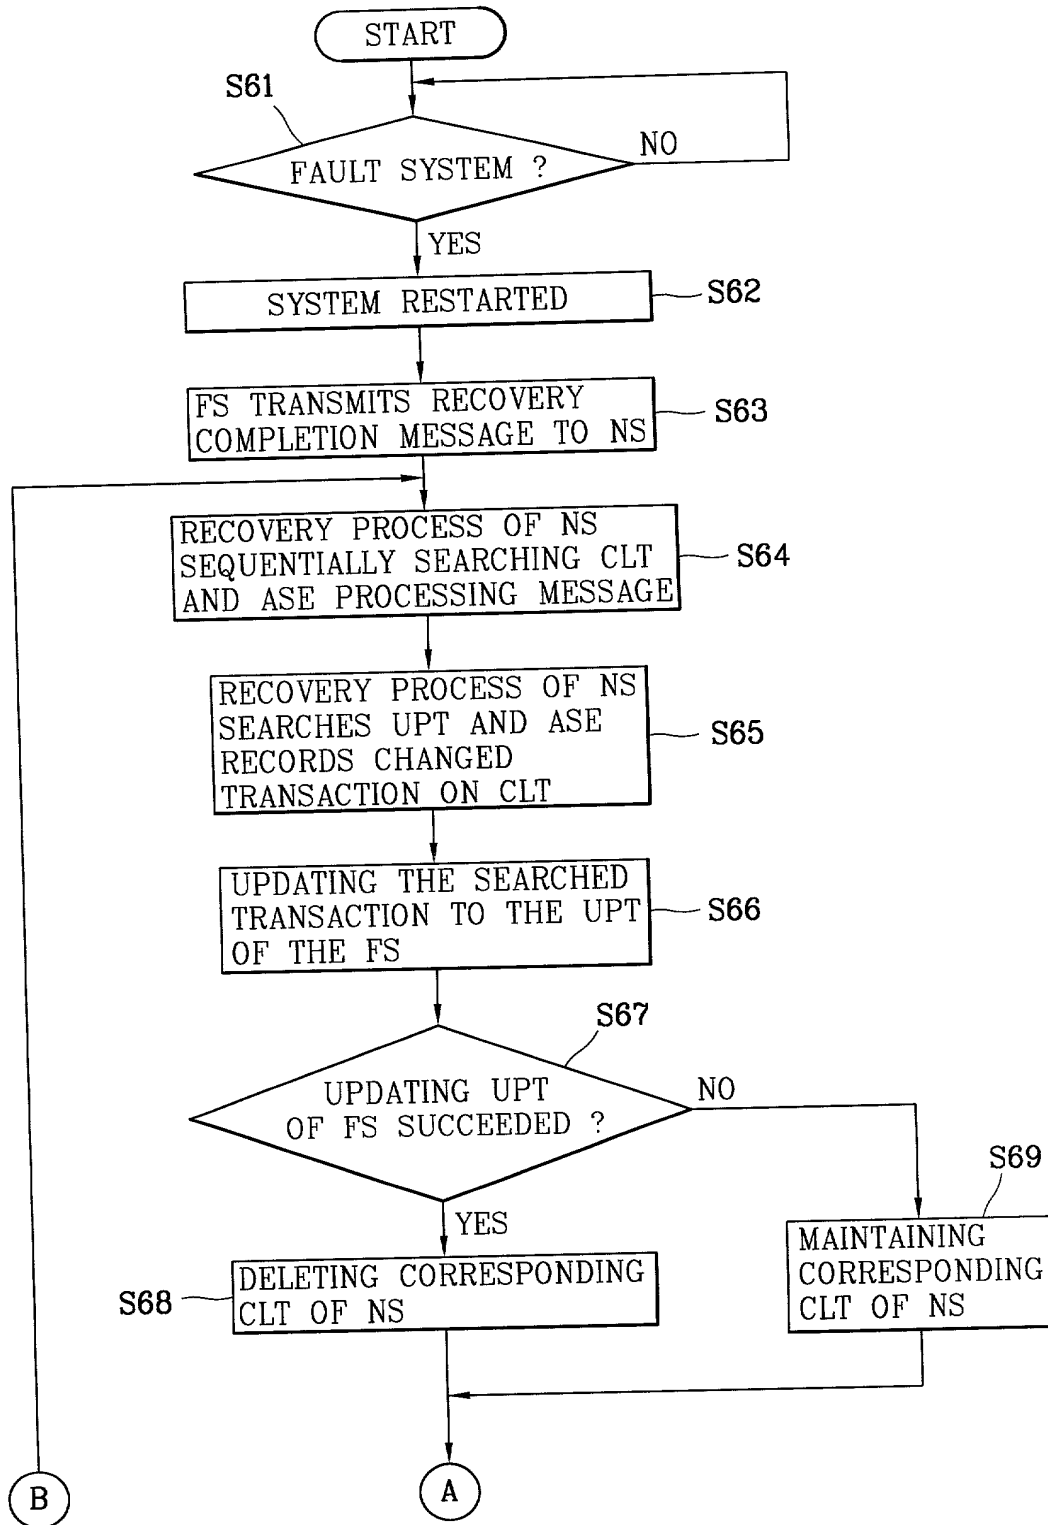 START
S61
NO
FAULT SYSTEM ?
YES
SYSTEM RESTARTED
S62
FS TRANSMITS RECOVERY
COMPLETION MESSAGE TO NS
S63
RECOVERY PROCESS OF NS
SEQUENTIALLY SEARCHING CLT
AND ASE PROCESSING MESSAGE
S64
RECOVERY PROCESS OF NS
SEARCHES UPT AND ASE
RECORDS CHANGED
TRANSACTION ON CLT
S65
UPDATING THE SEARCHED
TRANSACTION TO THE UPT
OF THE FS
S66
S67
UPDATING UPT
OF FS SUCCEEDED ?
NO
YES
S69
S68
DELETING CORRESPONDING
CLT OF NS
MAINTAINING
CORRESPONDING
CLT OF NS
B
A